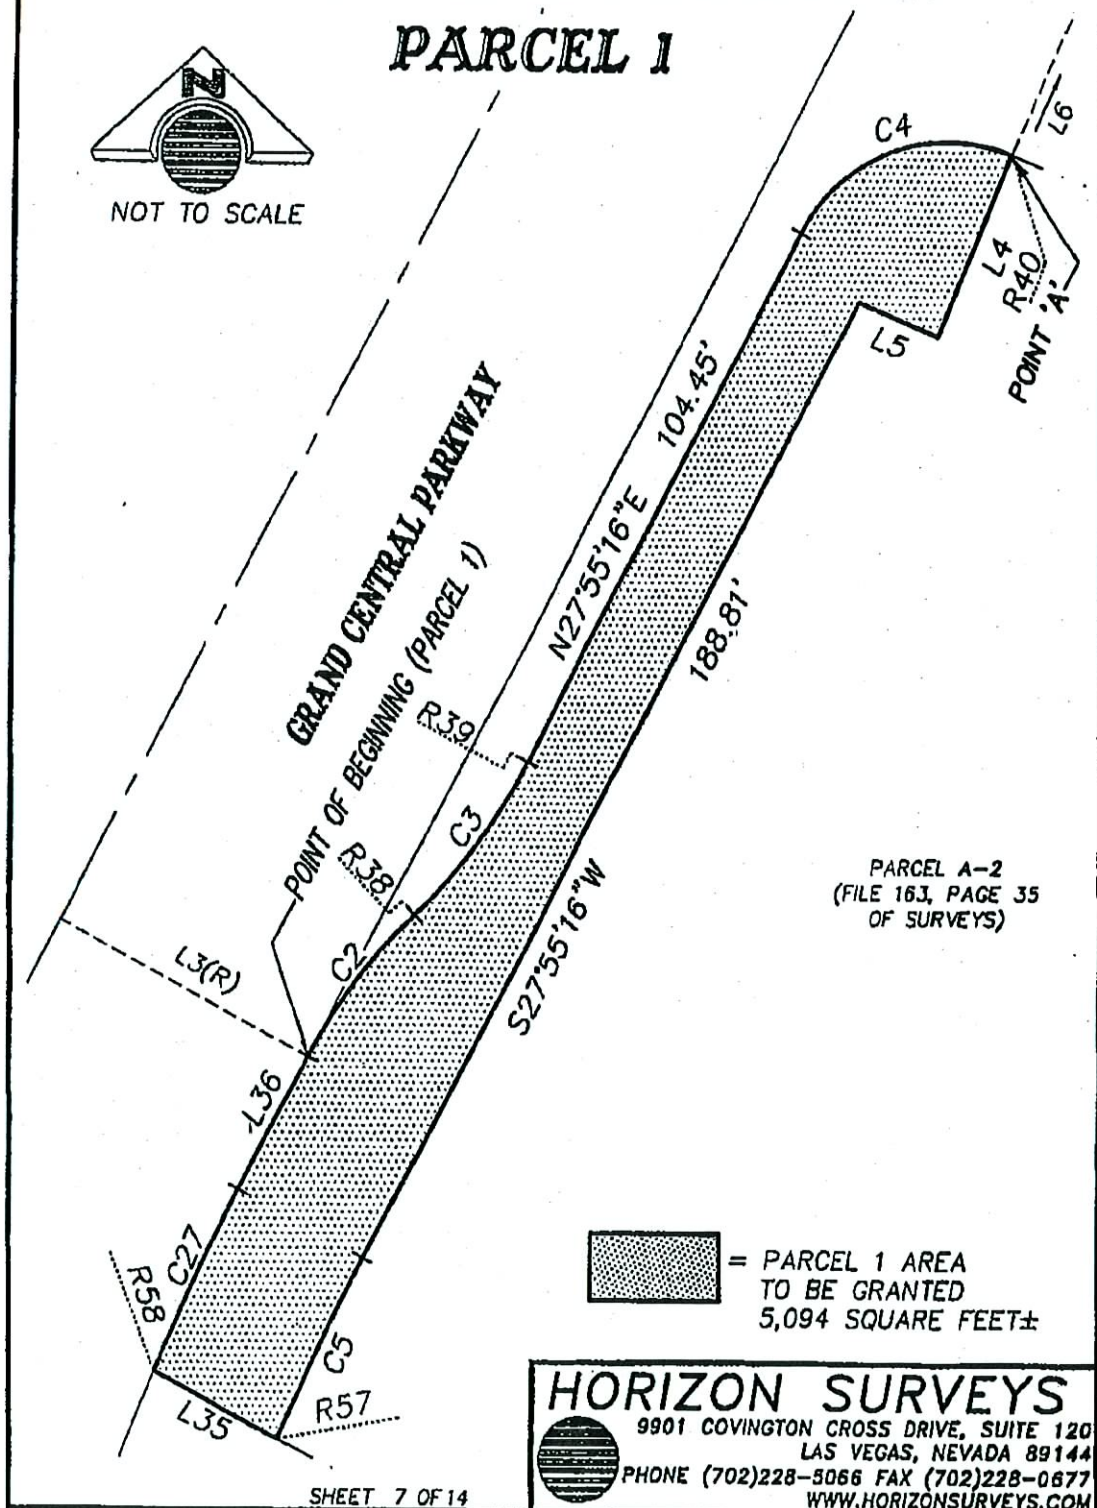 PARCEL 1
N
NOT TO SCALE
C4
L6
L4
R40
POINT 'A'
L5
104.45'
N27°55'16"E
GRAND CENTRAL PARKWAY
POINT OF BEGINNING (PARCEL 1)
188.81'
S27°55'16"W
R39
C3
R38
C2
PARCEL A-2
(FILE 163, PAGE 35
OF SURVEYS)
L3(R)
L36
C27
R58
C5
L35
R57
= PARCEL 1 AREA
TO BE GRANTED
5,094 SQUARE FEET±
HORIZON SURVEYS
9901 COVINGTON CROSS DRIVE, SUITE 120
LAS VEGAS, NEVADA 89144
PHONE (702)228-5066 FAX (702)228-0677
WWW.HORIZONSURVEYS.COM
SHEET 7 OF 14